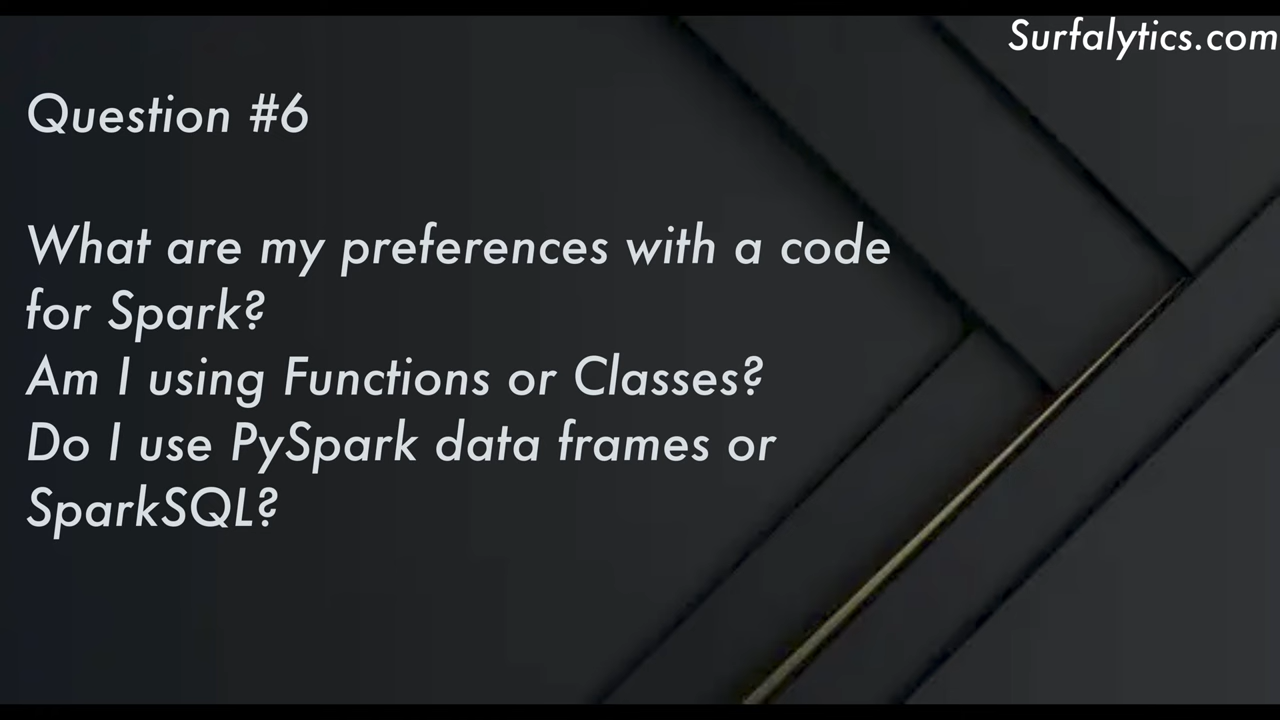 Surfalytics.com
Question #6
What are my preferences with a code
for Spark?
Am I using Functions or Classes?
Do I use PySpark data frames or
SparkSQL?